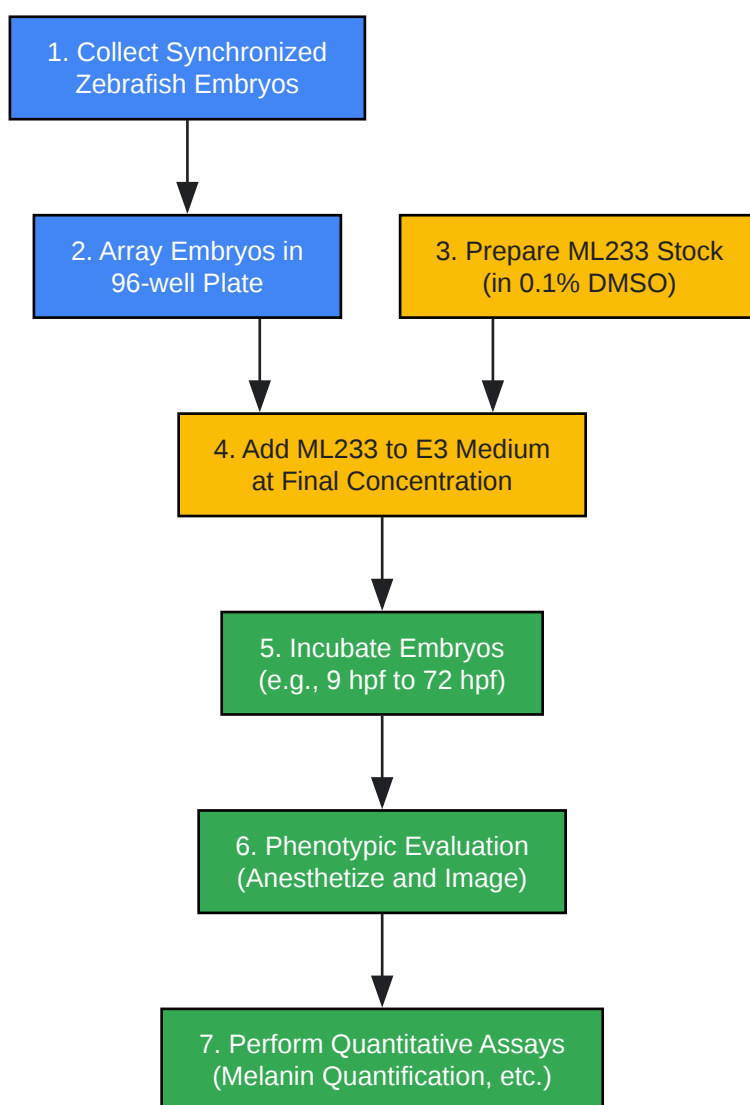 1. Collect Synchronized
Zebrafish Embryos
2. Array Embryos in
96-well Plate
3. Prepare ML233 Stock
(in 0.1% DMSO)
4. Add ML233 to E3 Medium
at Final Concentration
5. Incubate Embryos
(e.g., 9 hpf to 72 hpf)
6. Phenotypic Evaluation
(Anesthetize and Image)
7. Perform Quantitative Assays
(Melanin Quantification, etc.)